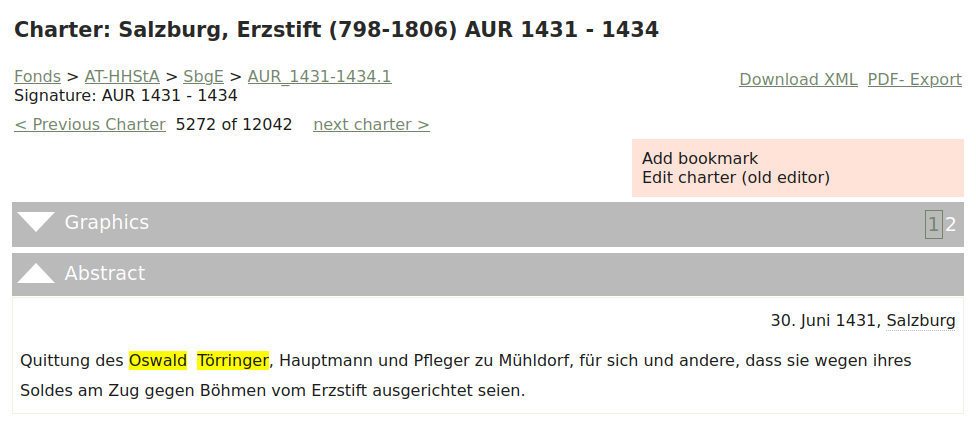 Charter: Salzburg, Erzstift (798-1806) AUR 1431 - 1434
Fonds > AT-HHStA > SbgE > AUR_1431-1434.1
Download XML PDF- Export
Signature: AUR 1431 - 1434
< Previous Charter 5272 of 12042 next charter >
Add bookmark
Edit charter (old editor)
Graphics 1 2
Abstract
30. Juni 1431, Salzburg
Quittung des Oswald Törringer, Hauptmann und Pfleger zu Mühldorf, für sich und andere, dass sie wegen ihres
Soldes am Zug gegen Böhmen vom Erzstift ausgerichtet seien.